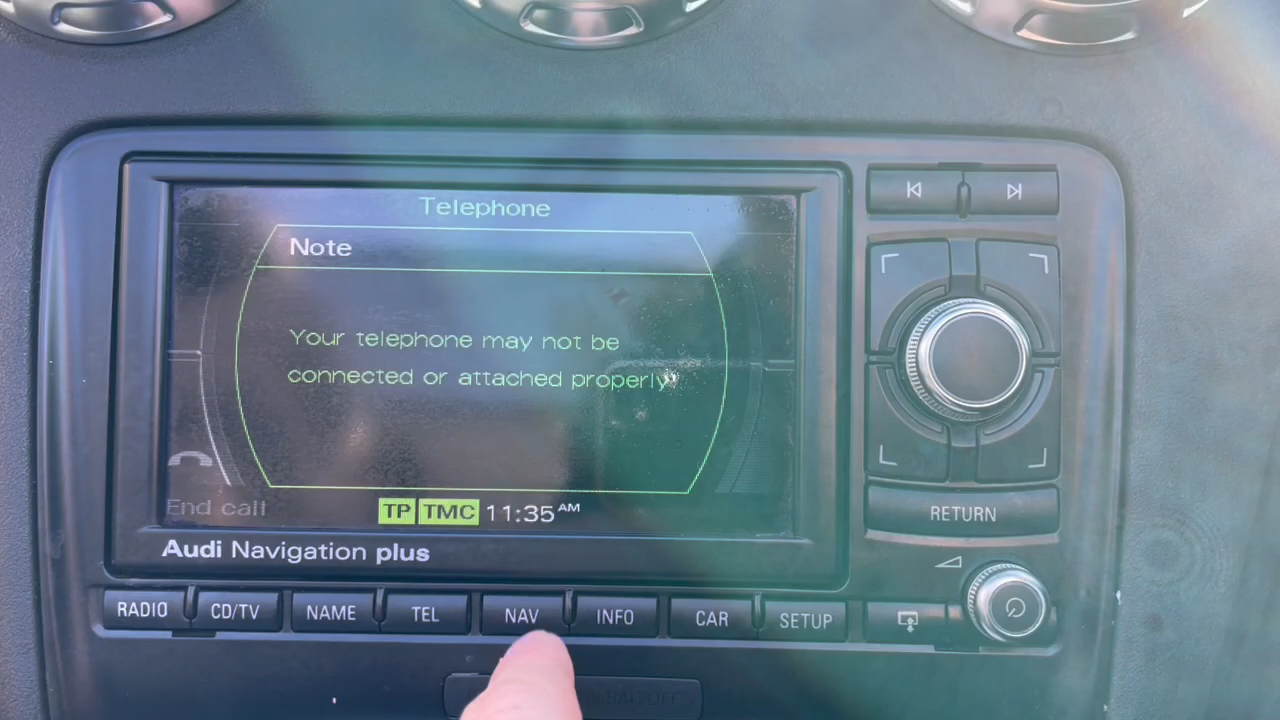 Telephone
Note
Your telephone may not be
connected or attached properly
End call
TP TMC 11:35 AM
Audi Navigation plus
RADIO CD/TV NAME TEL NAV INFO CAR SETUP
RETURN